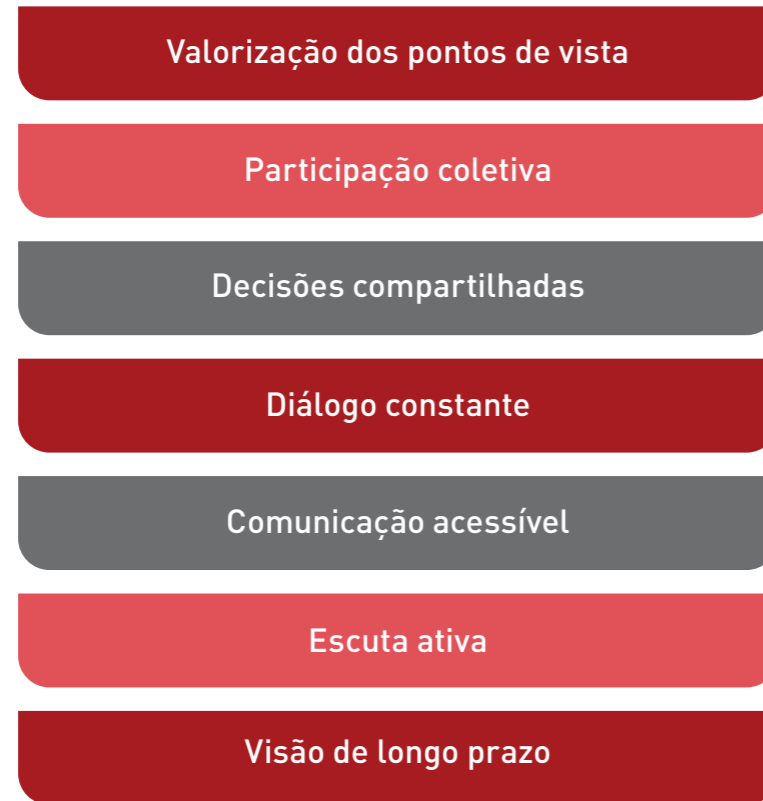 Valorização dos pontos de vista
Participação coletiva
Decisões compartilhadas
Diálogo constante
Comunicação acessível
Escuta ativa
Visão de longo prazo